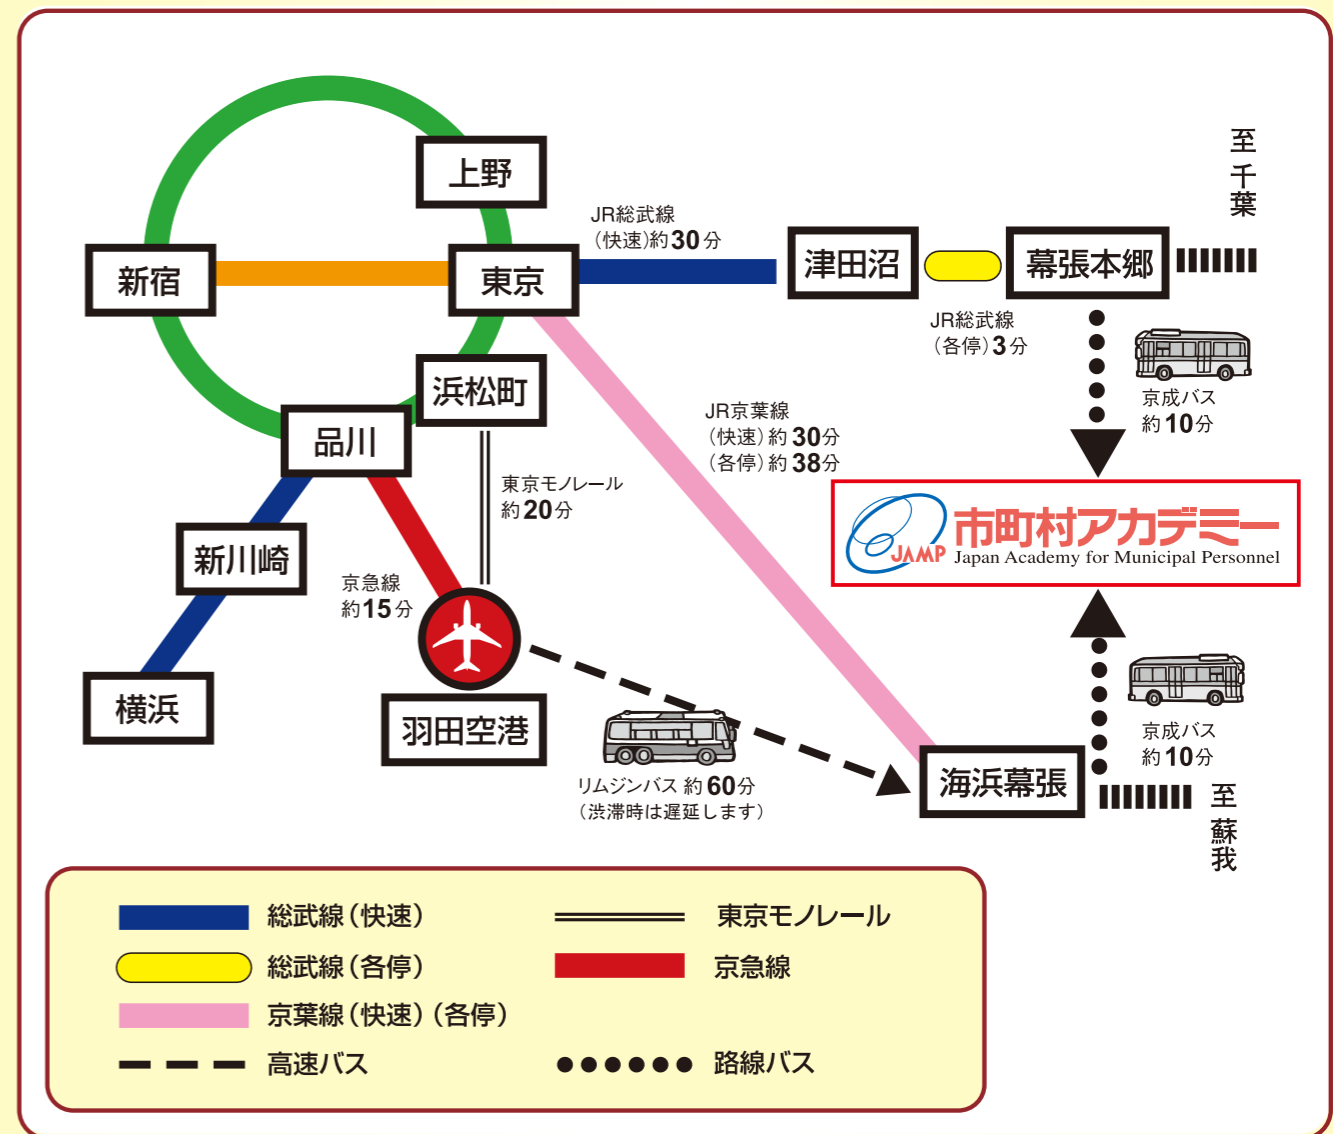 上野
至千葉
JR総武線
（快速）約30分
新宿
東京
津田沼
幕張本郷
JR総武線
（各停）3分
京成バス
約10分
浜松町
品川
JR京葉線
（快速）約30分
（各停）約38分
東京モノレール
約20分
JAMP
市町村アカデミー
Japan Academy for Municipal Personnel
新川崎
京急線
約15分
横浜
羽田空港
リムジンバス 約60分
（渋滞時は遅延します）
海浜幕張
京成バス
約10分
至蘇我
総武線（快速）
東京モノレール
総武線（各停）
京急線
京葉線（快速）（各停）
高速バス
路線バス